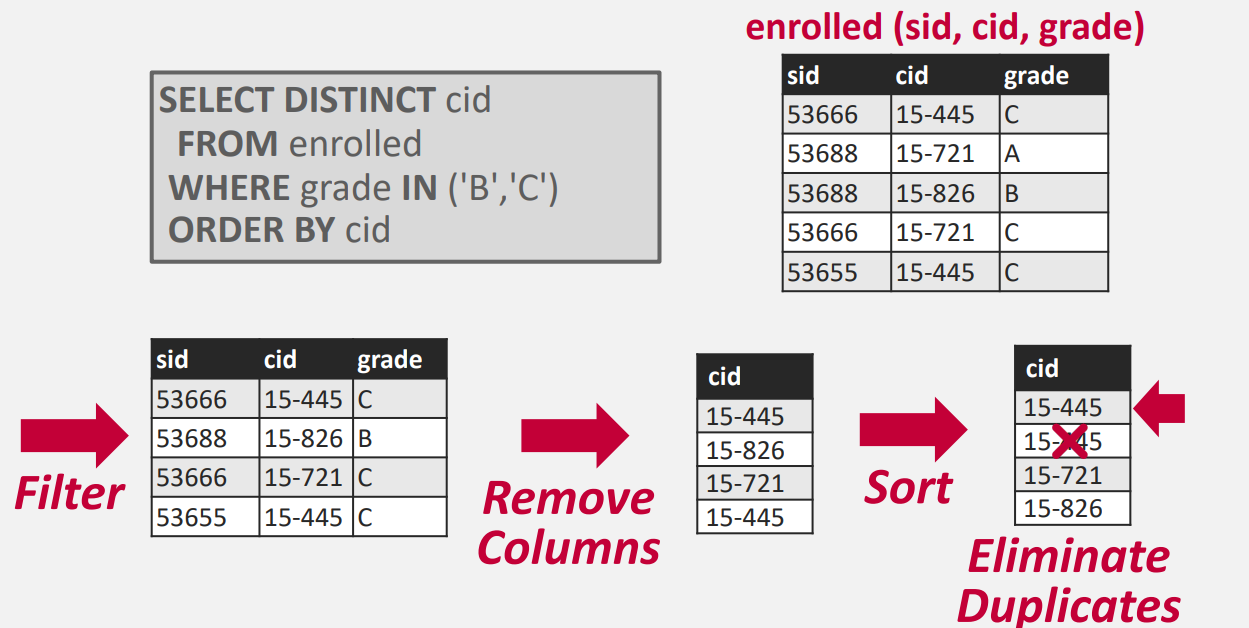 enrolled (sid, cid, grade)
SELECT DISTINCT cid
FROM enrolled
WHERE grade IN ('B','C')
ORDER BY cid
sid cid grade
53666 15-445 C
53688 15-721 A
53688 15-826 B
53666 15-721 C
53655 15-445 C
Filter
sid cid grade
53666 15-445 C
53688 15-826 B
53666 15-721 C
53655 15-445 C
Remove
Columns
cid
15-445
15-826
15-721
15-445
Sort
cid
15-445
15-445
15-721
15-826
Eliminate
Duplicates